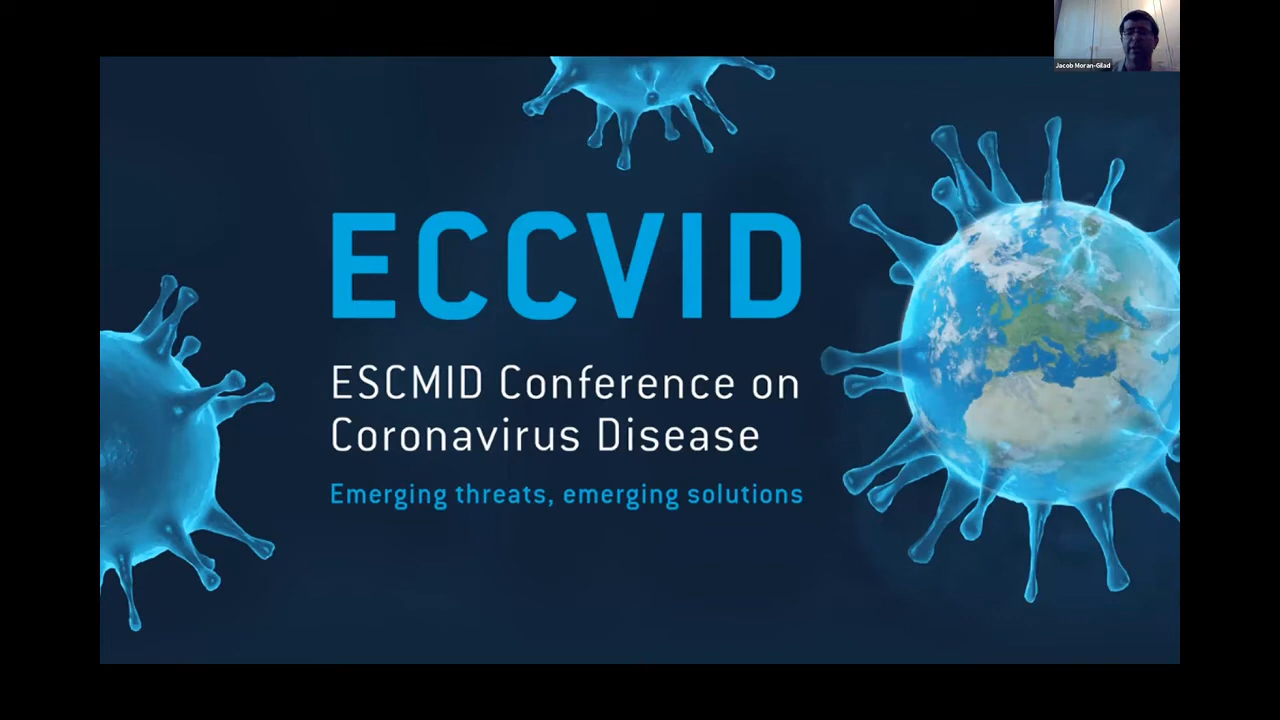 Jacob Moran-Gilad
ECCVID
ESCMID Conference on
Coronavirus Disease
Emerging threats, emerging solutions